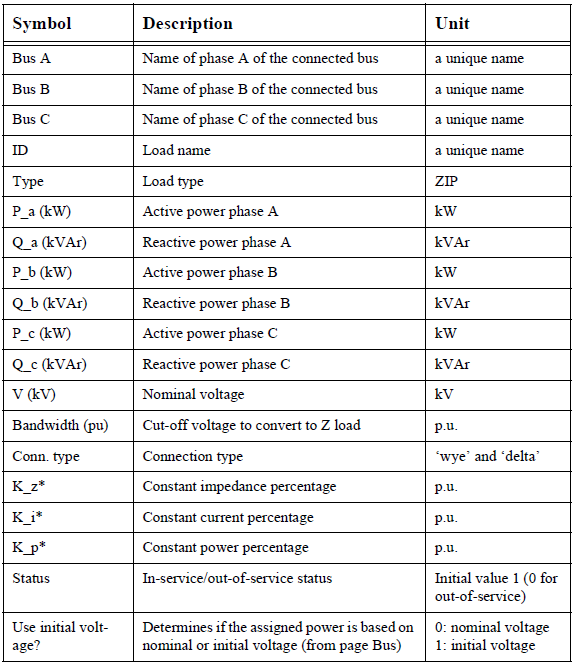 Symbol Description Unit
Bus A Name of phase A of the connected bus a unique name
Bus B Name of phase B of the connected bus a unique name
Bus C Name of phase C of the connected bus a unique name
ID Load name a unique name
Type Load type ZIP
P_a (kW) Active power phase A kW
Q_a (kVAr) Reactive power phase A kVAr
P_b (kW) Active power phase B kW
Q_b (kVAr) Reactive power phase B kVAr
P_c (kW) Active power phase C kW
Q_c (kVAr) Reactive power phase C kVAr
V (kV) Nominal voltage kV
Bandwidth (pu) Cut-off voltage to convert to Z load p.u.
Conn. type Connection type ‘wye’ and ‘delta’
K_z* Constant impedance percentage p.u.
K_i* Constant current percentage p.u.
K_p* Constant power percentage p.u.
Status In-service/out-of-service status Initial value 1 (0 for
out-of-service)
Use initial volt- Determines if the assigned power is based on 0: nominal voltage
age? nominal or initial voltage (from page Bus) 1: initial voltage